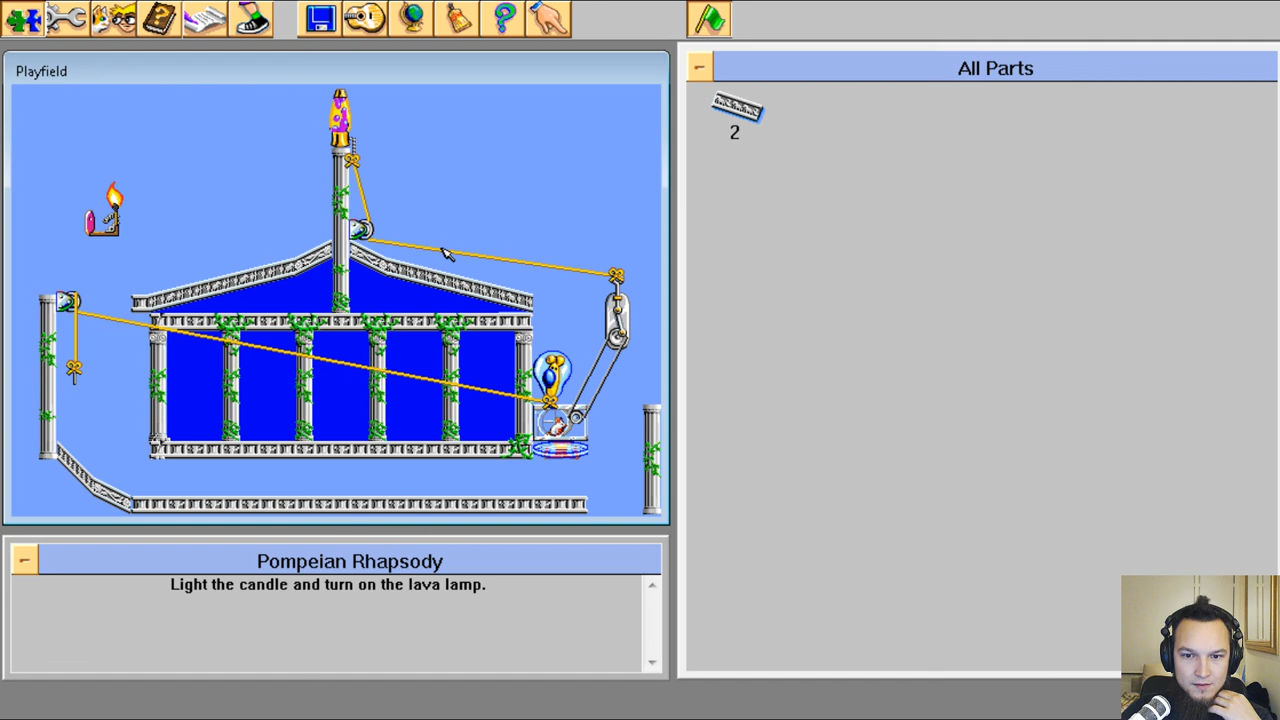 Playfield
All Parts
2
Pompeian Rhapsody
Light the candle and turn on the lava lamp.